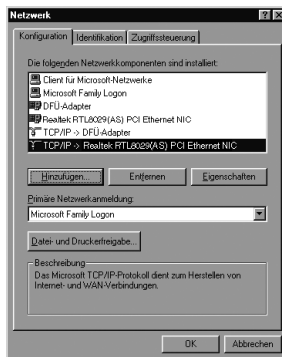 Netzwerk
Konfiguration Identifikation Zugriffssteuerung
Die folgenden Netzwerkkomponenten sind installiert:
Client für Microsoft-Netzwerke
Microsoft Family Logon
DFÜ-Adapter
Realtek RTL8029(AS) PCI Ethernet NIC
TCP/IP -> DFÜ-Adapter
TCP/IP -> Realtek RTL8029(AS) PCI Ethernet NIC
Hinzufügen... Entfernen Eigenschaften
Primäre Netzwerkanmeldung:
Microsoft Family Logon
Datei- und Druckerfreigabe...
Beschreibung
Das Microsoft TCP/IP-Protokoll dient zum Herstellen von
Internet- und WAN-Verbindungen.
OK Abbrechen